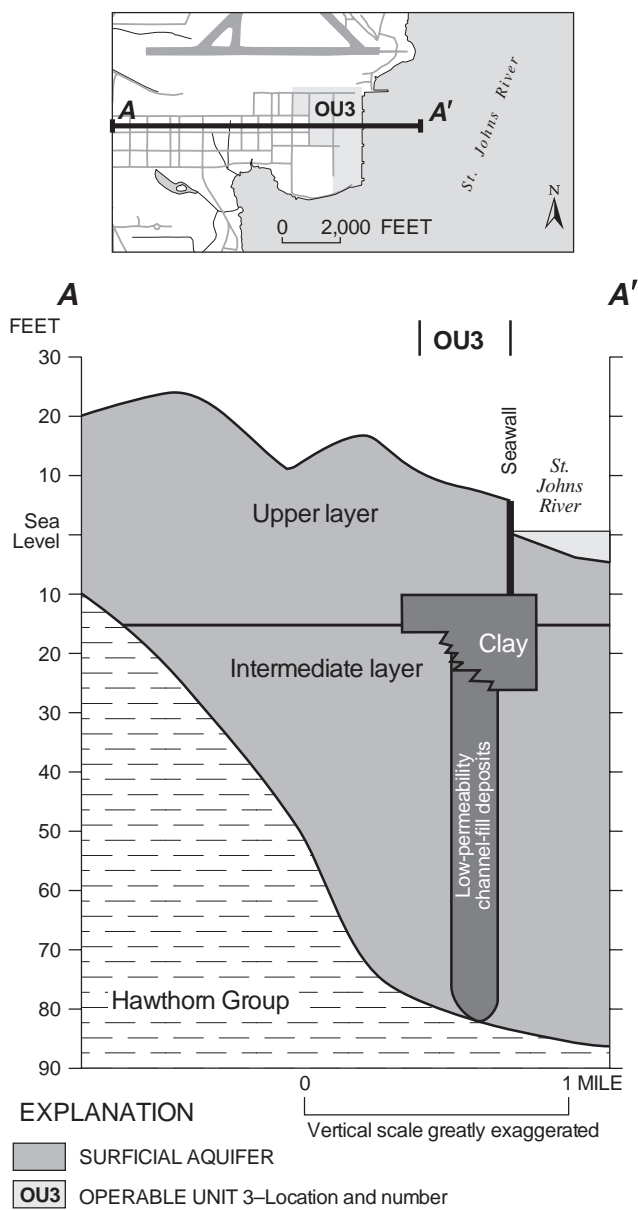 A
OU3
A′
St. Johns River
N
0 2,000 FEET
A
A′
FEET
OU3
30
20
10
Sea
Level
10
20
30
40
50
60
70
80
90
Seawall
St.
Johns
River
Upper layer
Clay
Intermediate layer
Low-permeability
channel-fill deposits
Hawthorn Group
0 1 MILE
Vertical scale greatly exaggerated
EXPLANATION
SURFICIAL AQUIFER
OU3 OPERABLE UNIT 3–Location and number